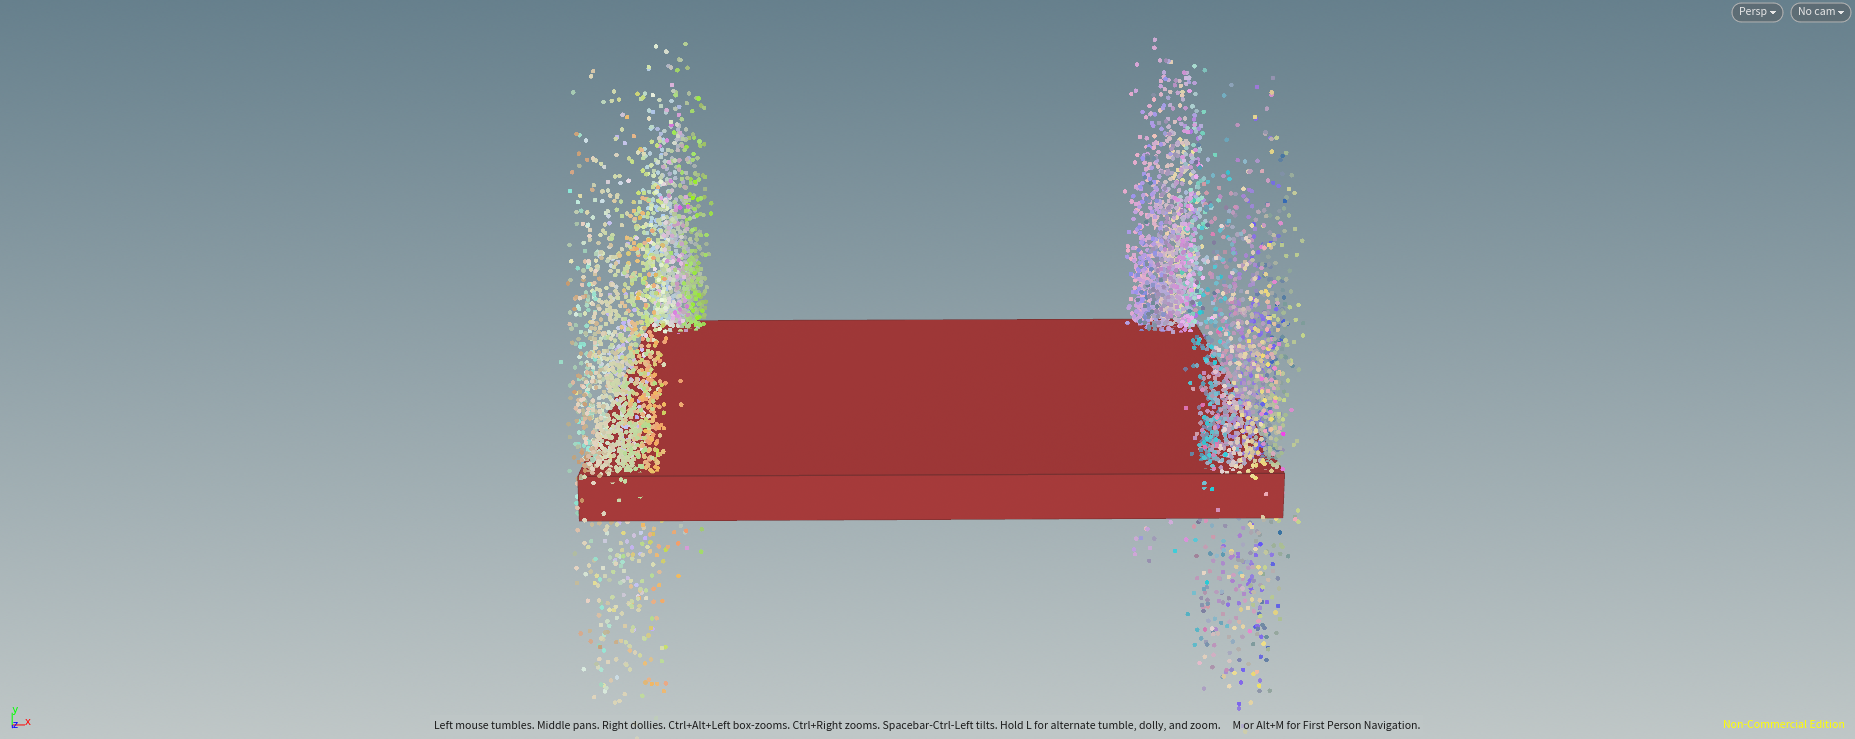 Persp
No cam
Left mouse tumbles. Middle pans. Right dollies. Ctrl+Alt+Left box-zooms. Ctrl+Right zooms. Spacebar-Ctrl-Left tilts. Hold L for alternate tumble, dolly, and zoom. M or Alt+M for First Person Navigation.
Non-Commercial Edition
y
z x